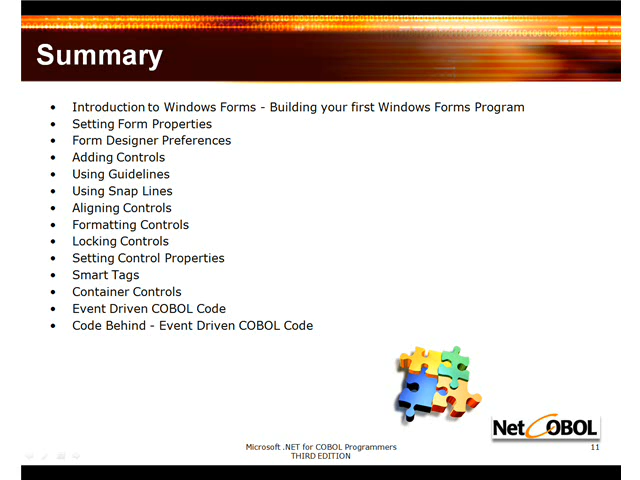 Summary
• Introduction to Windows Forms - Building your first Windows Forms Program
• Setting Form Properties
• Form Designer Preferences
• Adding Controls
• Using Guidelines
• Using Snap Lines
• Aligning Controls
• Formatting Controls
• Locking Controls
• Setting Control Properties
• Smart Tags
• Container Controls
• Event Driven COBOL Code
• Code Behind - Event Driven COBOL Code
NetCOBOL
Microsoft .NET for COBOL Programmers
THIRD EDITION
11